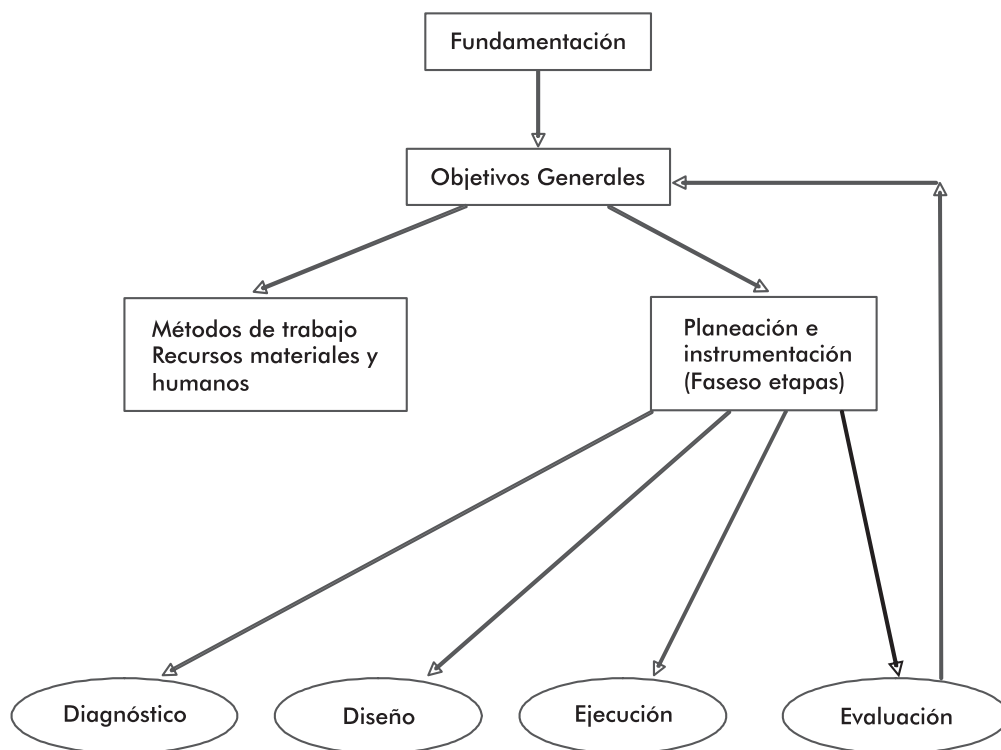 Fundamentación
Objetivos Generales
Métodos de trabajo
Recursos materiales y
humanos
Planeación e
instrumentación
(Faseso etapas)
Diagnóstico
Diseño
Ejecución
Evaluación